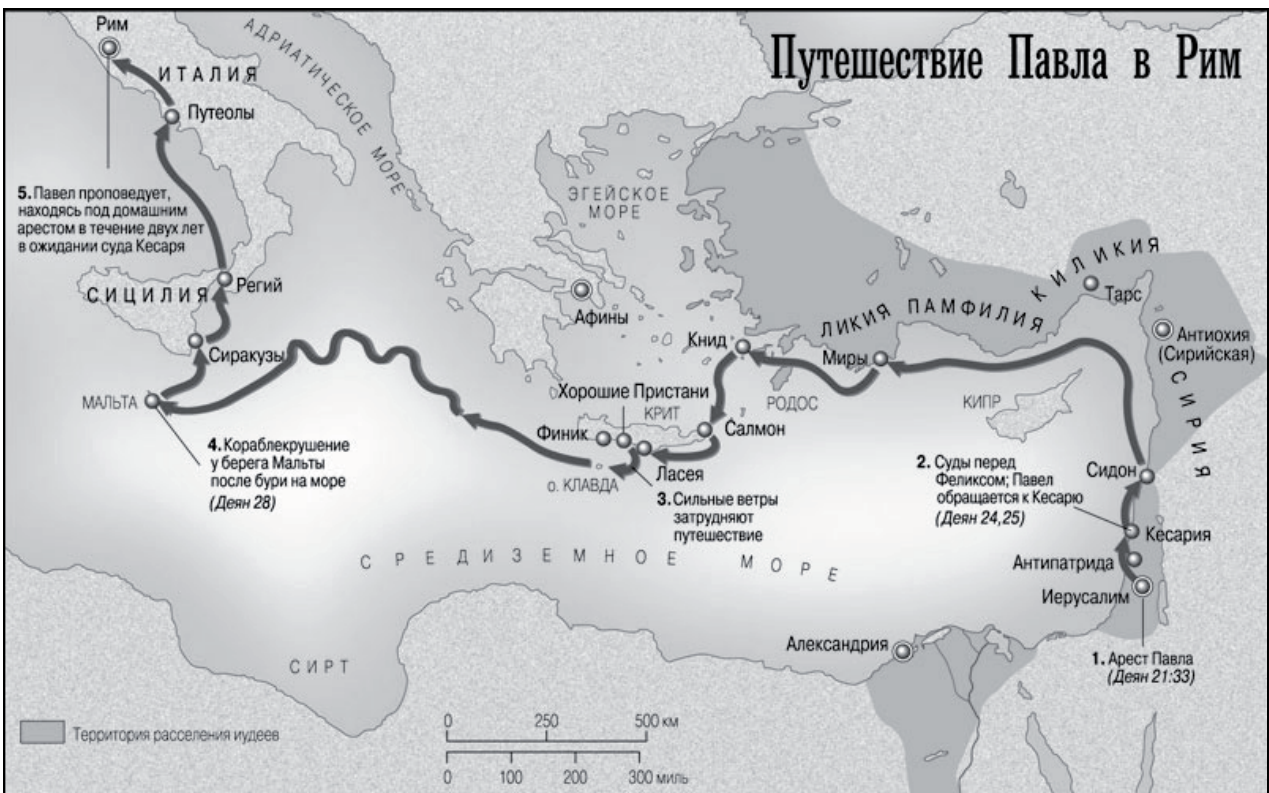 Путешествие Павла в Рим
Рим
АДРИАТИЧЕСКОЕ МОРЕ
ИТАЛИЯ
Путеолы
5. Павел проповедует,
находясь под домашним
арестом в течение двух лет
в ожидании суда Кесаря
ЭГЕЙСКОЕ
МОРЕ
Регий
СИЦИЛИЯ
Афины
КИЛИКИЯ
Тарс
ЛИКИЯ
ПАМФИЛИЯ
Антиохия
(Сирийская)
СИРИЯ
Сиракузы
Книд
Миры
МАЛЬТА
Хорошие Пристани
КРИТ
РОДОС
КИПР
Финик
Салмон
4. Кораблекрушение
у берега Мальты
после бури на море
(Деян 28)
Ласея
о. КЛАВДА
3. Сильные ветры
затрудняют
путешествие
2. Суды перед
Феликсом; Павел
обращается к Кесарю
(Деян 24,25)
Сидон
Кесария
СРЕДИЗЕМНОЕ МОРЕ
Антипатрида
Иерусалим
Александрия
СИРТ
1. Арест Павла
(Деян 21:33)
Территория расселения иудеев
0 250 500 км
0 100 200 300 миль